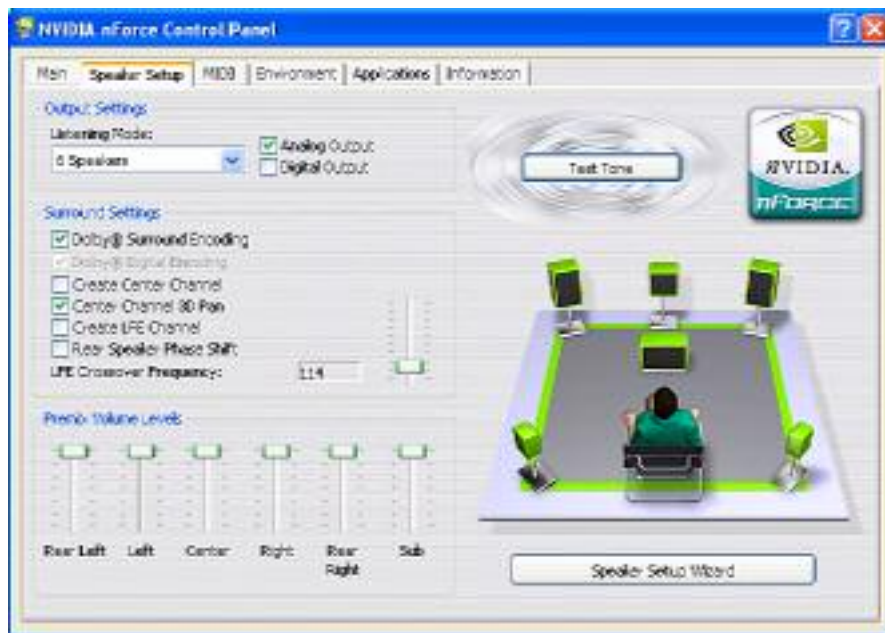 NVIDIA nForce Control Panel
Main Speaker Setup MIDI Environment Applications Information
Output Settings
Listening Mode:
6 Speakers
Analog Output
Digital Output
Test Tone
NVIDIA.
nFORCE
Surround Settings
Dolby® Surround Encoding
Dolby® Digital Encoding
Create Center Channel
Center Channel 3D Pan
Create LFE Channel
Rear Speaker Phase Shift
LFE Crossover Frequency: 114
Premix Volume Levels
Rear Left Left Center Right Rear Right Sub
Speaker Setup Wizard